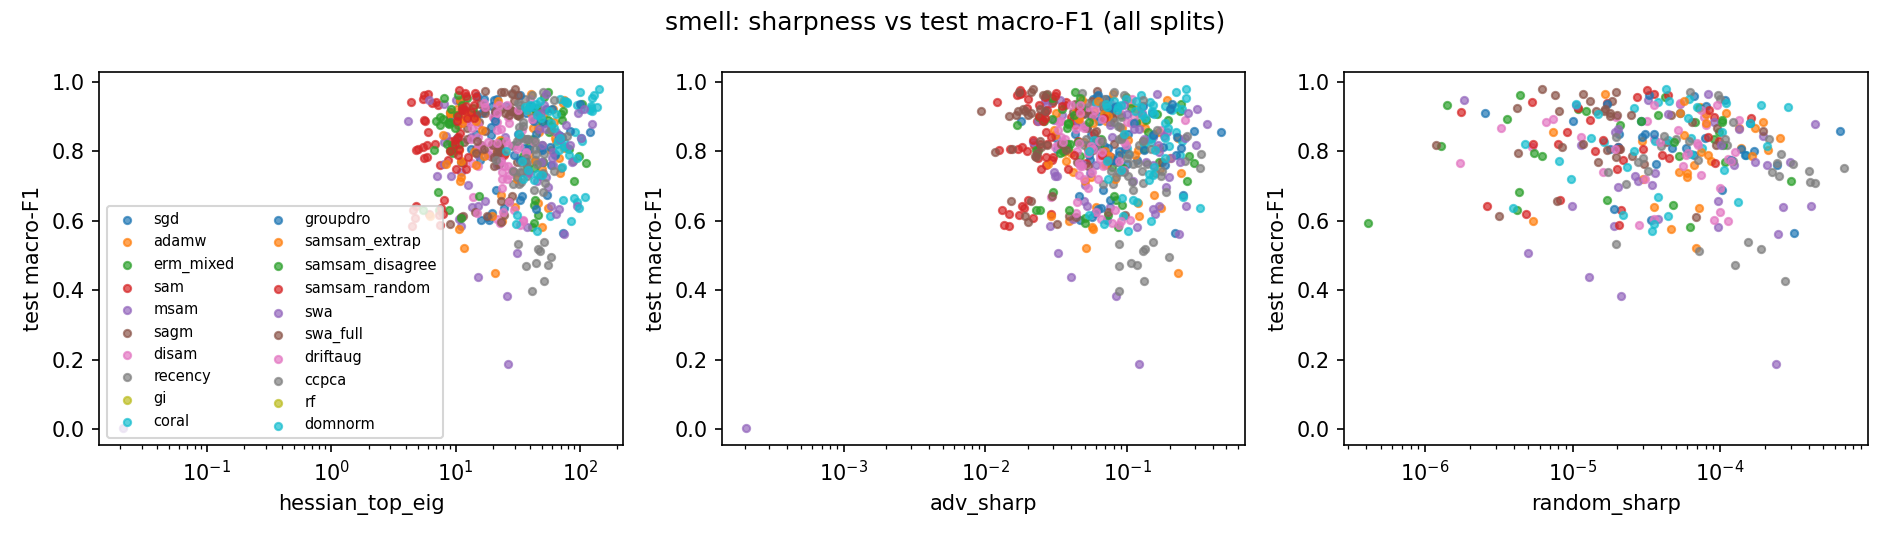 smell: sharpness vs test macro-F1 (all splits)
test macro-F1
1.0
0.8
0.6
0.4
0.2
0.0
sgd
adamw
erm_mixed
sam
msam
sagm
disam
recency
gi
coral
groupdro
samsam_extrap
samsam_disagree
samsam_random
swa
swa_full
driftaug
ccpca
rf
domnorm
10⁻¹ 10⁰ 10¹ 10²
hessian_top_eig
test macro-F1
1.0
0.8
0.6
0.4
0.2
0.0
10⁻³ 10⁻² 10⁻¹
adv_sharp
test macro-F1
1.0
0.8
0.6
0.4
0.2
0.0
10⁻⁶ 10⁻⁵ 10⁻⁴
random_sharp